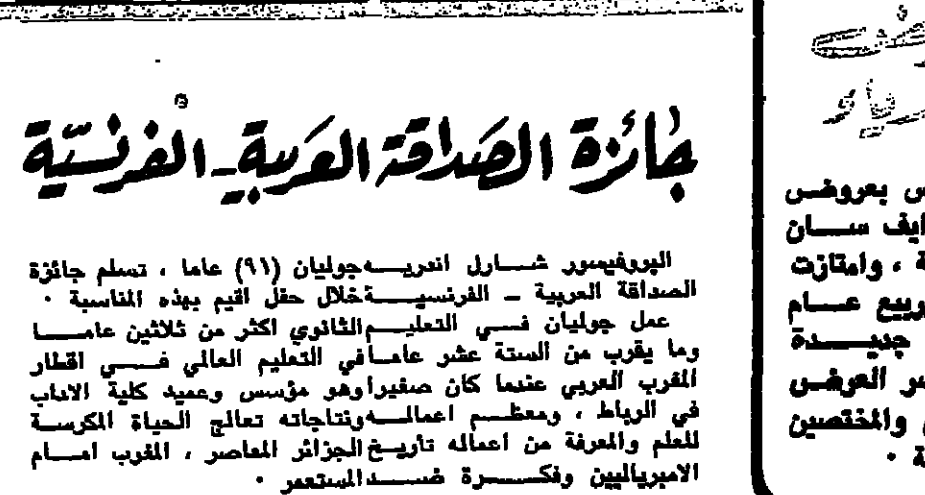 جائزة الصداقة العربية - الفرنسية
البروفيسور شارل اندريه جوليان (٩١) عاما ، تسلم جائزة
الصداقة العربية – الفرنسية خلال حفل اقيم بهذه المناسبة .
عمل جوليان في التعليم الثانوي اكثر من ثلاثين عاما
وما يقرب من الستة عشر عاما في التعليم العالي في اقطار
المغرب العربي عندما كان صغيرا وهو مؤسس وعميد كلية الاداب
في الرباط ، ومعظم اعماله ونتاجاته تعالج الحياة المكرسة
للعلم والمعرفة من اعماله تأريخ الجزائر المعاصر ، المغرب امام
الامبرياليين وفكرة ضد المستعمر .
بعروض
سان
ة ، وامتازت
ربيع عام
جديدة
العرض
والمختصين
ة .